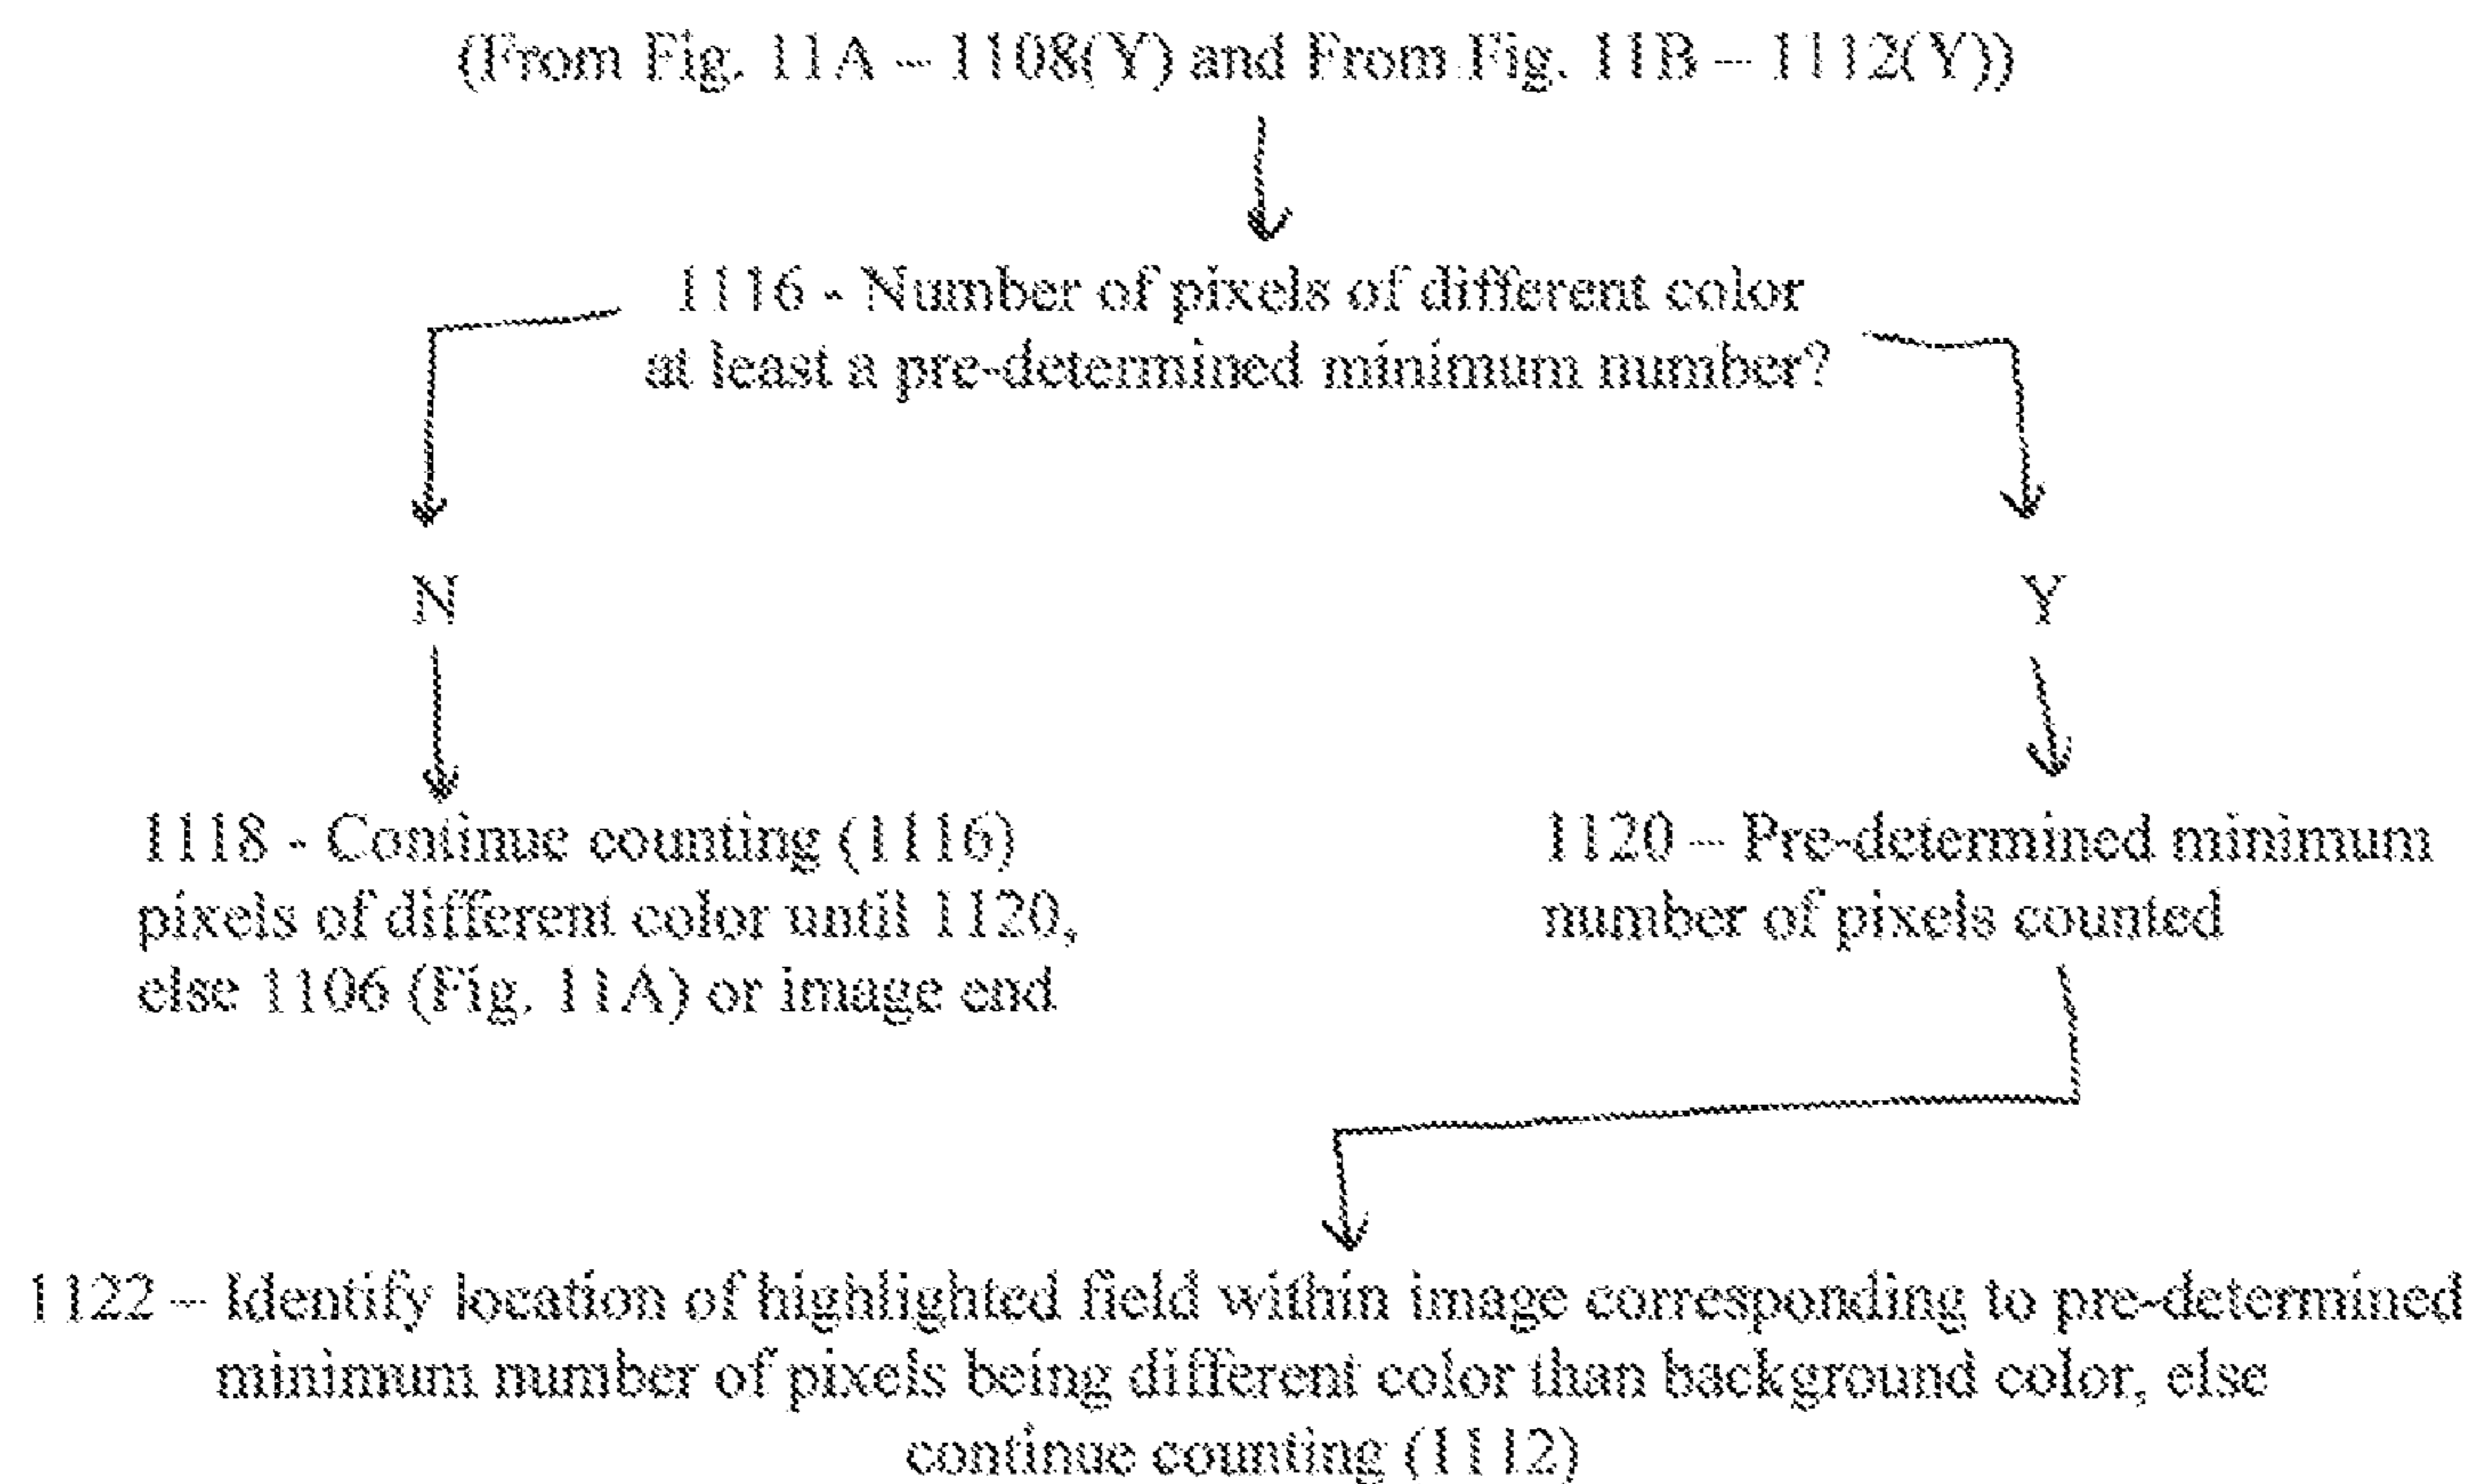 (From Fig. 11A – 1108(Y) and From Fig. 11B – 1112(Y))
1116 - Number of pixels of different color
at least a pre-determined minimum number?
N
Y
1118 - Continue counting (1116)
pixels of different color until 1120,
else 1106 (Fig. 11A) or image end
1120 – Pre-determined minimum
number of pixels counted
1122 – Identify location of highlighted field within image corresponding to pre-determined
minimum number of pixels being different color than background color, else
continue counting (1112)